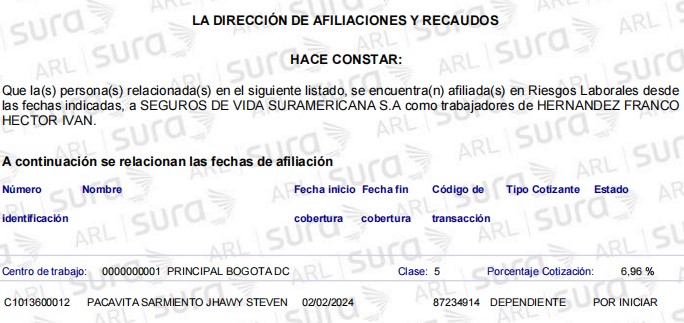 LA DIRECCIÓN DE AFILIACIONES Y RECAUDOS
HACE CONSTAR:
Que la(s) persona(s) relacionada(s) en el siguiente listado, se encuentra(n) afiliada(s) en Riesgos Laborales desde
las fechas indicadas, a SEGUROS DE VIDA SURAMERICANA S.A como trabajadores de HERNANDEZ FRANCO
HECTOR IVAN.
A continuación se relacionan las fechas de afiliación
Número Nombre Fecha inicio Fecha fin Código de Tipo Cotizante Estado
identificación cobertura cobertura transacción
Centro de trabajo: 0000000001 PRINCIPAL BOGOTA DC Clase: 5 Porcentaje Cotización: 6,96 %
C1013600012 PACAVITA SARMIENTO JHAWY STEVEN 02/02/2024 87234914 DEPENDIENTE POR INICIAR
ARL sura